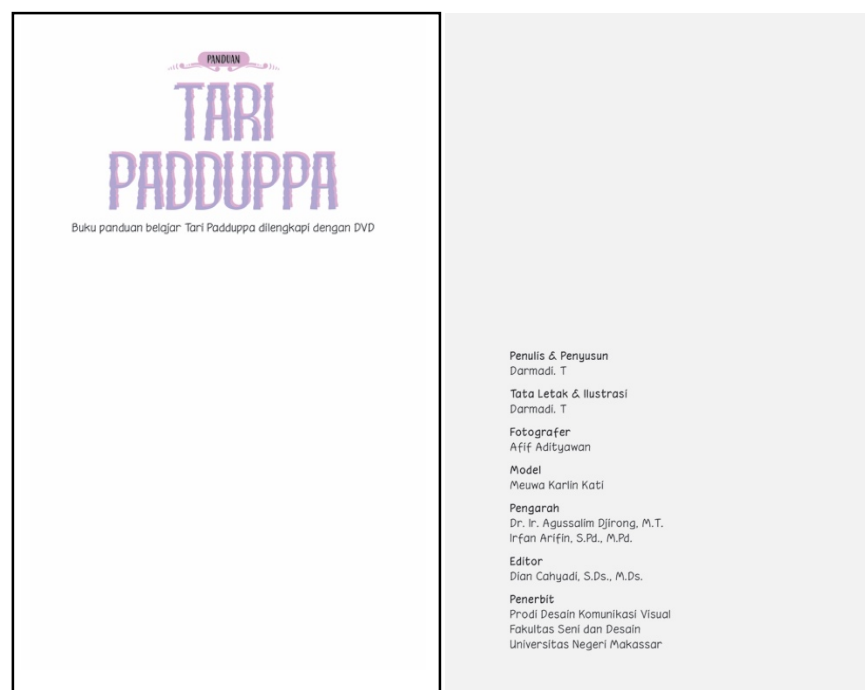 PANDUAN
TARI
PADDUPPA
Buku panduan belajar Tari Padduppa dilengkapi dengan DVD
Penulis & Penyusun
Darmadi. T
Tata Letak & Ilustrasi
Darmadi. T
Fotografer
Afif Adityawan
Model
Meuwa Karlin Kati
Pengarah
Dr. Ir. Agussalim Djirong, M.T.
Irfan Arifin, S.Pd., M.Pd.
Editor
Dian Cahyadi, S.Ds., M.Ds.
Penerbit
Prodi Desain Komunikasi Visual
Fakultas Seni dan Desain
Universitas Negeri Makassar